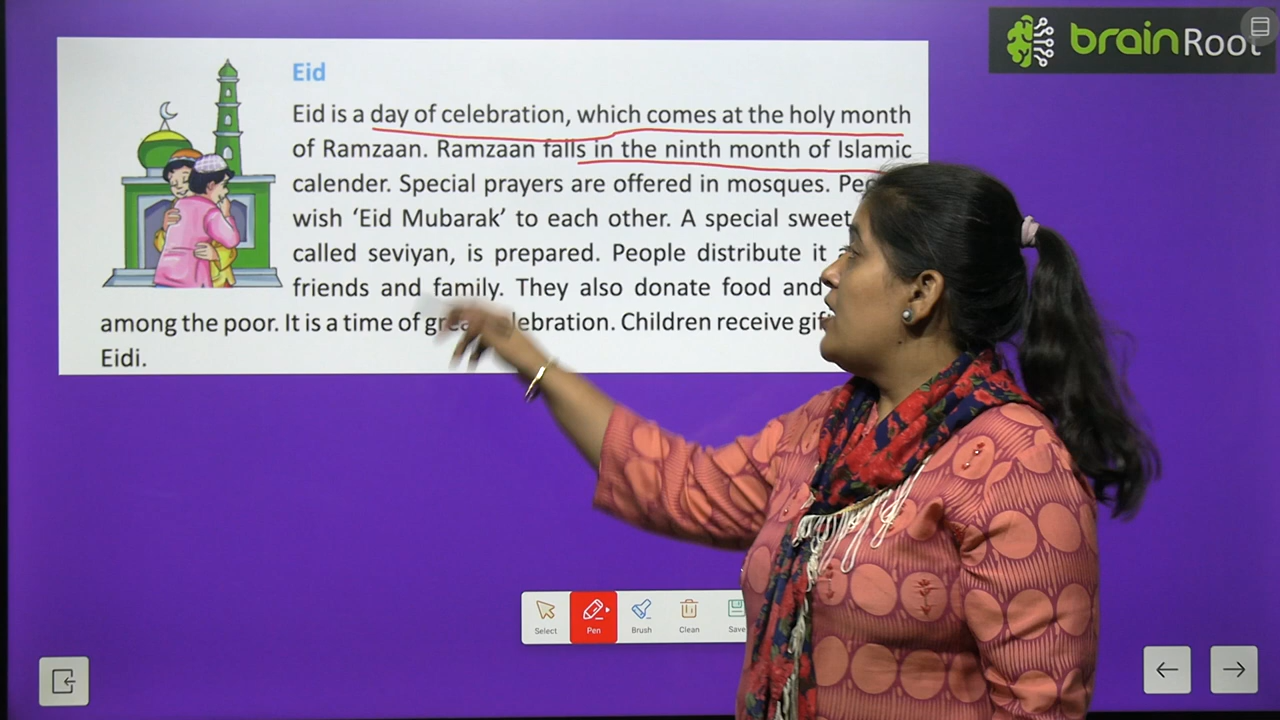 brainRoot
Eid
Eid is a day of celebration, which comes at the holy month
of Ramzaan. Ramzaan falls in the ninth month of Islamic
calender. Special prayers are offered in mosques.
wish ‘Eid Mubarak’ to each other. A special sweet
called seviyan, is prepared. People distribute it
friends and family. They also donate food and
among the poor. It is a time of Children receive
Eidi.
Select Pen Brush Clean Save